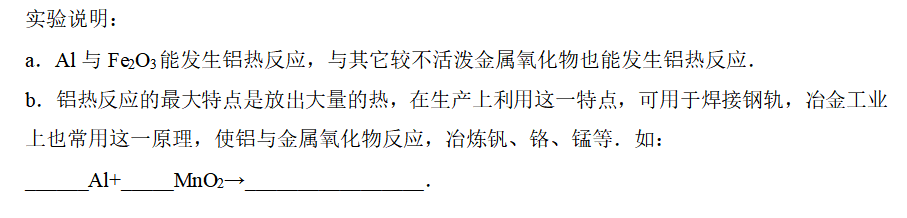 实验说明：
a．Al 与 Fe₂O₃能发生铝热反应，与其它较不活泼金属氧化物也能发生铝热反应．
b．铝热反应的最大特点是放出大量的热，在生产上利用这一特点，可用于焊接钢轨，冶金工业
上也常用这一原理，使铝与金属氧化物反应，冶炼钒、铬、锰等．如：
______Al+_____MnO₂→_________________．